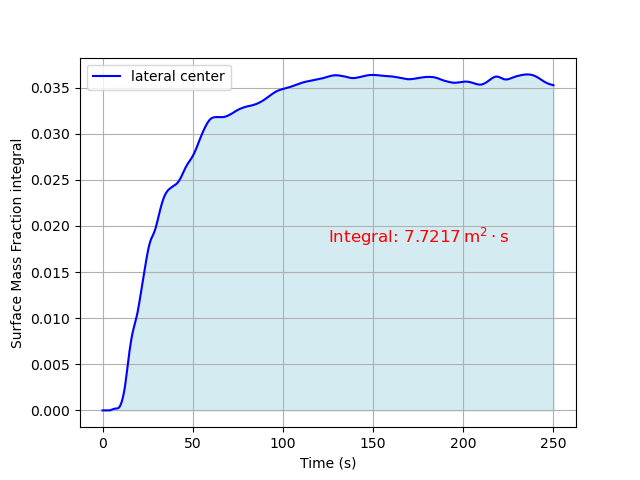 lateral center
Surface Mass Fraction integral
0.035
0.030
0.025
0.020
0.015
0.010
0.005
0.000
Integral: 7.7217 m² · s
0 50 100 150 200 250
Time (s)